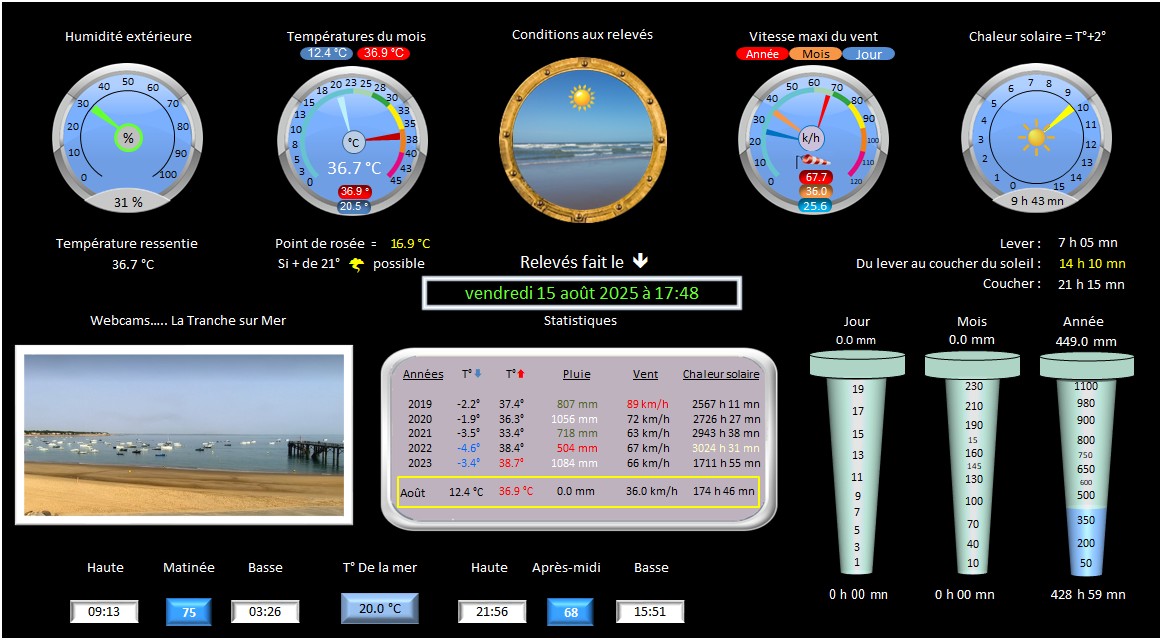 Humidité extérieure
Températures du mois
12.4 °C 36.9 °C
Conditions aux relevés
Vitesse maxi du vent
Année Mois Jour
Chaleur solaire = T°+2°
0 10 20 30 40 50 60 70 80 90 100
%
31 %
0 3 5 8 10 13 15 18 20 23 25 28 30 33 35 38 40 43 45
°C
36.7 °C
36.9 °
20.5 °
0 10 20 30 40 50 60 70 80 90 100 110 120
k/h
67.7
36.0
25.6
0 1 2 3 4 5 6 7 8 9 10 11 12 13 14 15
9 h 43 mn
Température ressentie
36.7 °C
Point de rosée = 16.9 °C
Si + de 21° possible
Relevés fait le
vendredi 15 août 2025 à 17:48
Lever : 7 h 05 mn
Du lever au coucher du soleil : 14 h 10 mn
Coucher : 21 h 15 mn
Webcams..... La Tranche sur Mer
Statistiques
Années T° T° Pluie Vent Chaleur solaire
2019 -2.2° 37.4° 807 mm 89 km/h 2567 h 11 mn
2020 -1.9° 36.3° 1056 mm 72 km/h 2726 h 27 mn
2021 -3.5° 33.4° 718 mm 63 km/h 2943 h 38 mn
2022 -4.6° 38.4° 504 mm 67 km/h 3024 h 31 mn
2023 -3.4° 38.7° 1084 mm 66 km/h 1711 h 55 mn
Août 12.4 °C 36.9 °C 0.0 mm 36.0 km/h 174 h 46 mn
Jour
0.0 mm
19
17
15
13
11
9
7
5
3
1
0 h 00 mn
Mois
0.0 mm
230
210
190
15
160
145
130
100
70
40
10
0 h 00 mn
Année
449.0 mm
1100
980
900
800
750
650
600
500
350
200
50
428 h 59 mn
Haute Matinée Basse T° De la mer Haute Après-midi Basse
09:13 75 03:26 20.0 °C 21:56 68 15:51